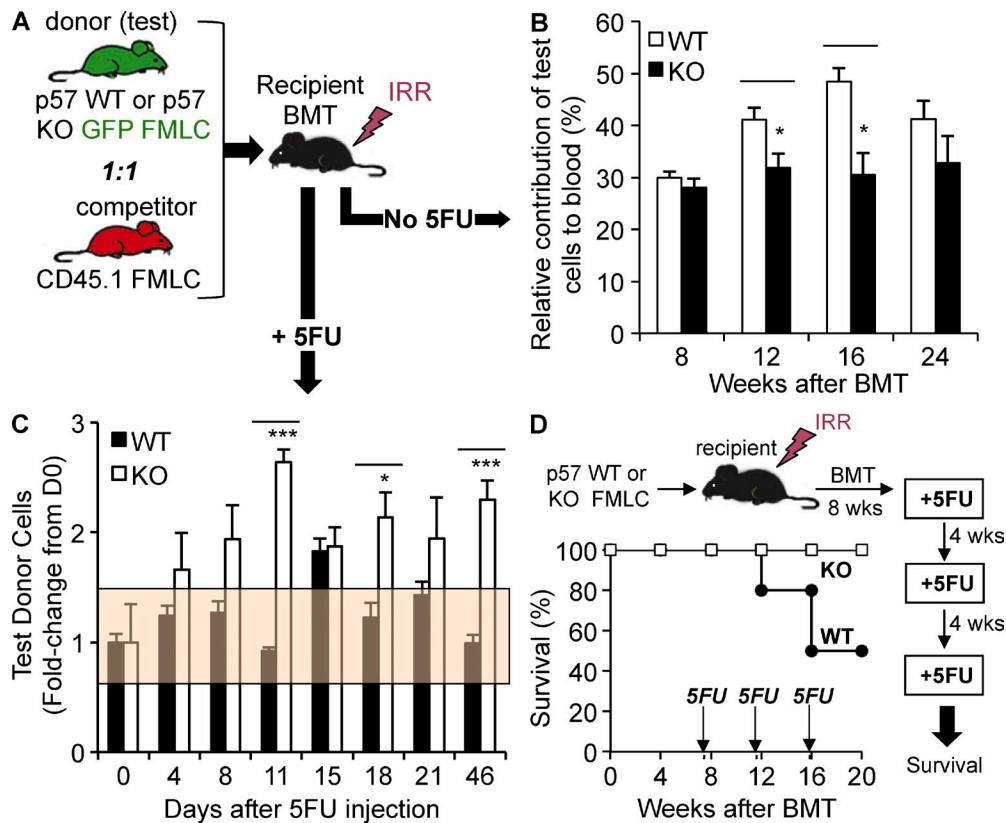 A
donor (test)
p57 WT or p57
KO GFP FMLC
1:1
competitor
CD45.1 FMLC
Recipient
BMT
IRR
No 5FU
+ 5FU
B
WT
KO
Relative contribution of test
cells to blood (%)
60
50
40
30
20
10
0
*
*
8 12 16 24
Weeks after BMT
C
WT
KO
Test Donor Cells
(Fold-change from D0)
3
2
1
0
***
*
***
0 4 8 11 15 18 21 46
Days after 5FU injection
D
p57 WT or
KO FMLC
recipient
IRR
BMT
8 wks
+5FU
4 wks
+5FU
4 wks
+5FU
Survival
Survival (%)
100
80
60
40
20
0
KO
WT
5FU 5FU 5FU
0 4 8 12 16 20
Weeks after BMT